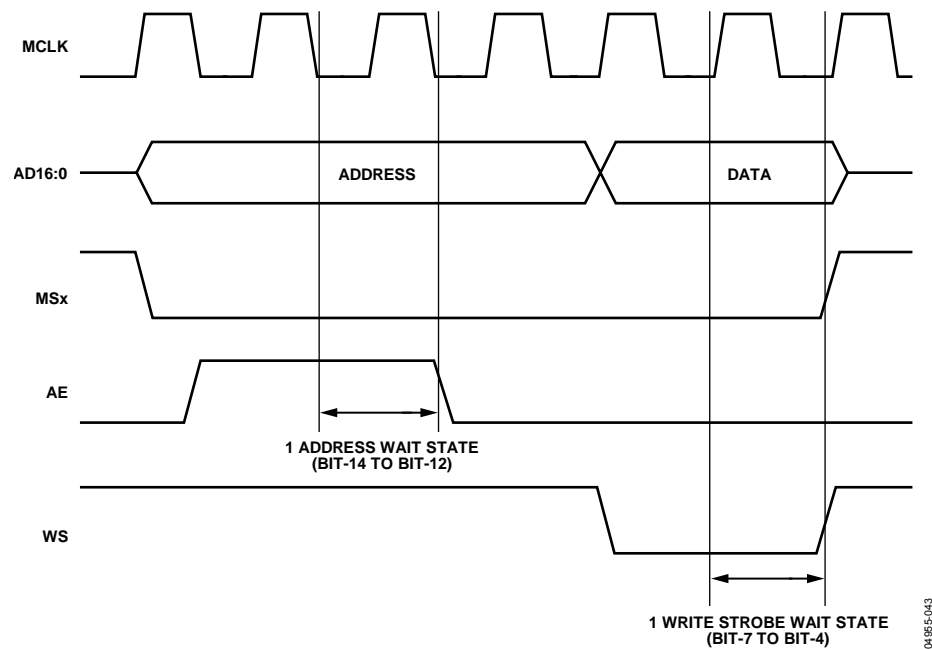 MCLK
AD16:0
ADDRESS
DATA
MSx
AE
1 ADDRESS WAIT STATE
(BIT-14 TO BIT-12)
WS
1 WRITE STROBE WAIT STATE
(BIT-7 TO BIT-4)
04955-043